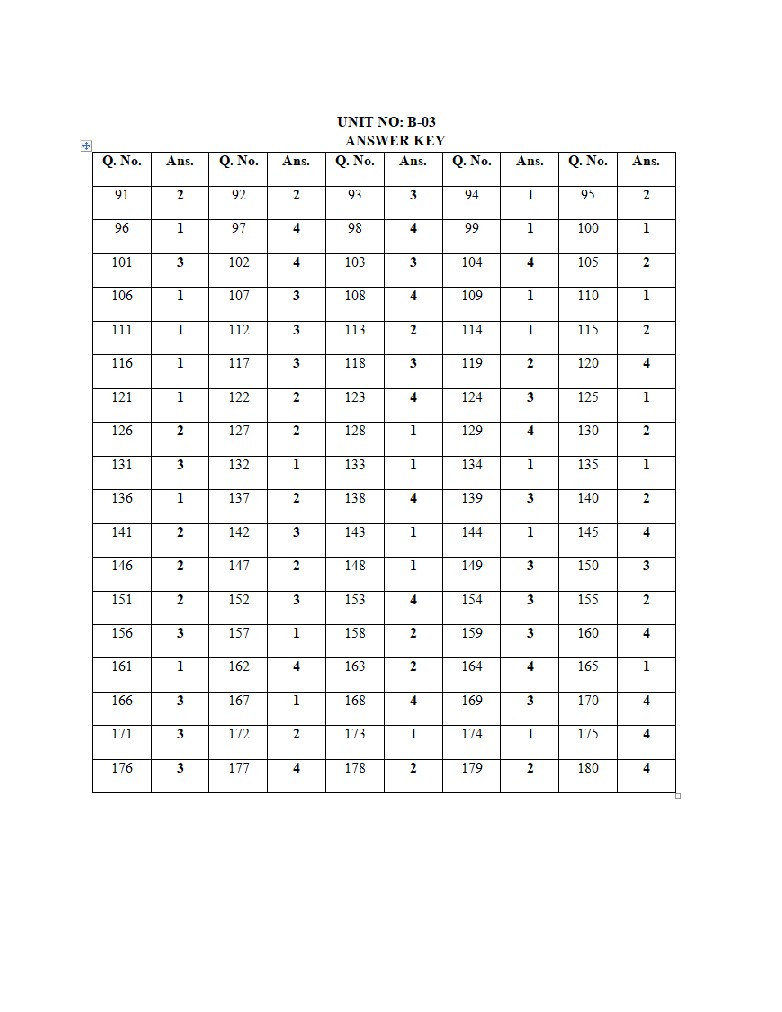 UNIT NO: B-03
ANSWER KEY
Q. No. Ans. Q. No. Ans. Q. No. Ans. Q. No. Ans. Q. No. Ans.
91 2 92 2 93 3 94 1 95 2
96 1 97 4 98 4 99 1 100 1
101 3 102 4 103 3 104 4 105 2
106 1 107 3 108 4 109 1 110 1
111 1 112 3 113 2 114 1 115 2
116 1 117 3 118 3 119 2 120 4
121 1 122 2 123 4 124 3 125 1
126 2 127 2 128 1 129 4 130 2
131 3 132 1 133 1 134 1 135 1
136 1 137 2 138 4 139 3 140 2
141 2 142 3 143 1 144 1 145 4
146 2 147 2 148 1 149 3 150 3
151 2 152 3 153 4 154 3 155 2
156 3 157 1 158 2 159 3 160 4
161 1 162 4 163 2 164 4 165 1
166 3 167 1 168 4 169 3 170 4
171 3 172 2 173 1 174 1 175 4
176 3 177 4 178 2 179 2 180 4